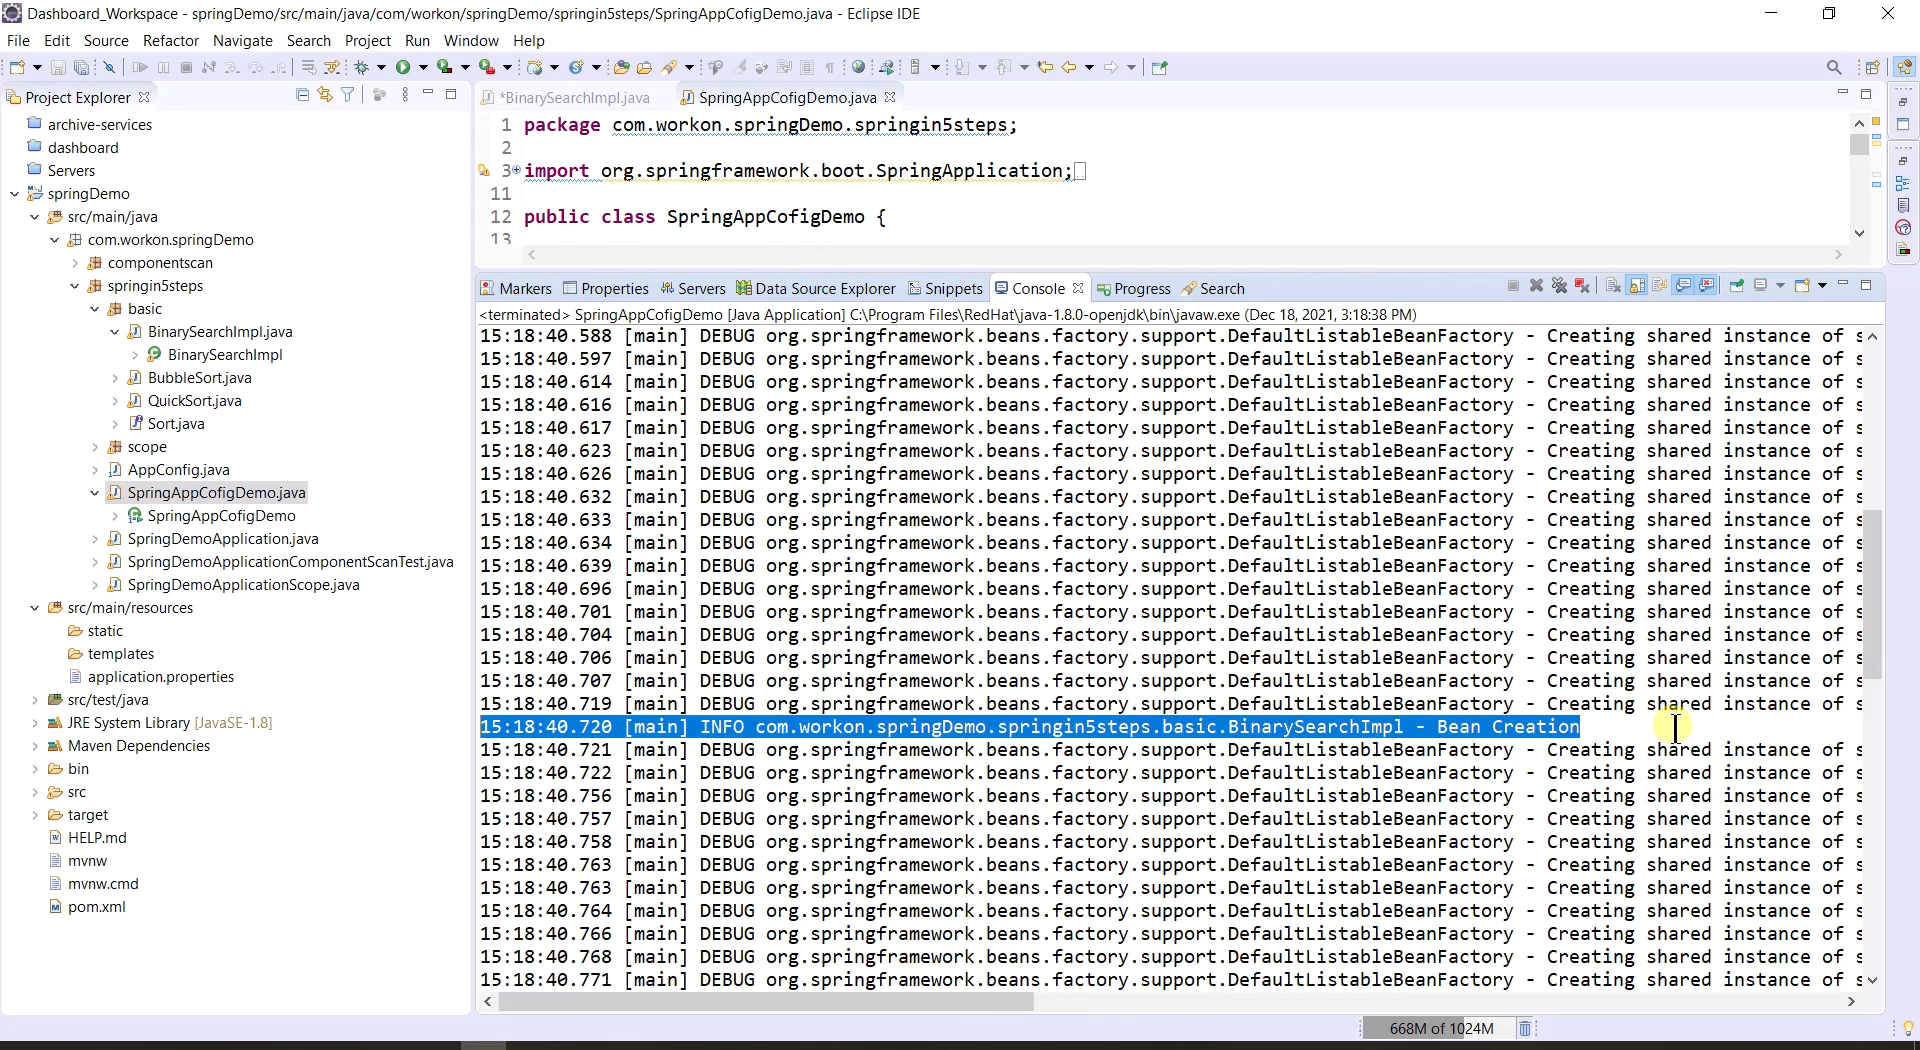 Dashboard_Workspace - springDemo/src/main/java/com/workon/springDemo/springin5steps/SpringAppCofigDemo.java - Eclipse IDE
File Edit Source Refactor Navigate Search Project Run Window Help
Project Explorer
archive-services
dashboard
Servers
springDemo
src/main/java
com.workon.springDemo
componentscan
springin5steps
basic
BinarySearchImpl.java
BinarySearchImpl
BubbleSort.java
QuickSort.java
Sort.java
scope
AppConfig.java
SpringAppCofigDemo.java
SpringAppCofigDemo
SpringDemoApplication.java
SpringDemoApplicationComponentScanTest.java
SpringDemoApplicationScope.java
src/main/resources
static
templates
application.properties
src/test/java
JRE System Library [JavaSE-1.8]
Maven Dependencies
bin
src
target
HELP.md
mvnw
mvnw.cmd
pom.xml
*BinarySearchImpl.java SpringAppCofigDemo.java
1 package com.workon.springDemo.springin5steps;
2
3 import org.springframework.boot.SpringApplication;
11
12 public class SpringAppCofigDemo {
13
Markers Properties Servers Data Source Explorer Snippets Console Progress Search
<terminated> SpringAppCofigDemo [Java Application] C:\Program Files\RedHat\java-1.8.0-openjdk\bin\javaw.exe (Dec 18, 2021, 3:18:38 PM)
15:18:40.588 [main] DEBUG org.springframework.beans.factory.support.DefaultListableBeanFactory - Creating shared instance of s
15:18:40.597 [main] DEBUG org.springframework.beans.factory.support.DefaultListableBeanFactory - Creating shared instance of s
15:18:40.614 [main] DEBUG org.springframework.beans.factory.support.DefaultListableBeanFactory - Creating shared instance of s
15:18:40.616 [main] DEBUG org.springframework.beans.factory.support.DefaultListableBeanFactory - Creating shared instance of s
15:18:40.617 [main] DEBUG org.springframework.beans.factory.support.DefaultListableBeanFactory - Creating shared instance of s
15:18:40.623 [main] DEBUG org.springframework.beans.factory.support.DefaultListableBeanFactory - Creating shared instance of s
15:18:40.626 [main] DEBUG org.springframework.beans.factory.support.DefaultListableBeanFactory - Creating shared instance of s
15:18:40.632 [main] DEBUG org.springframework.beans.factory.support.DefaultListableBeanFactory - Creating shared instance of s
15:18:40.633 [main] DEBUG org.springframework.beans.factory.support.DefaultListableBeanFactory - Creating shared instance of s
15:18:40.634 [main] DEBUG org.springframework.beans.factory.support.DefaultListableBeanFactory - Creating shared instance of s
15:18:40.639 [main] DEBUG org.springframework.beans.factory.support.DefaultListableBeanFactory - Creating shared instance of s
15:18:40.696 [main] DEBUG org.springframework.beans.factory.support.DefaultListableBeanFactory - Creating shared instance of s
15:18:40.701 [main] DEBUG org.springframework.beans.factory.support.DefaultListableBeanFactory - Creating shared instance of s
15:18:40.704 [main] DEBUG org.springframework.beans.factory.support.DefaultListableBeanFactory - Creating shared instance of s
15:18:40.706 [main] DEBUG org.springframework.beans.factory.support.DefaultListableBeanFactory - Creating shared instance of s
15:18:40.707 [main] DEBUG org.springframework.beans.factory.support.DefaultListableBeanFactory - Creating shared instance of s
15:18:40.719 [main] DEBUG org.springframework.beans.factory.support.DefaultListableBeanFactory - Creating shared instance of s
15:18:40.720 [main] INFO com.workon.springDemo.springin5steps.basic.BinarySearchImpl - Bean Creation
15:18:40.721 [main] DEBUG org.springframework.beans.factory.support.DefaultListableBeanFactory - Creating shared instance of s
15:18:40.722 [main] DEBUG org.springframework.beans.factory.support.DefaultListableBeanFactory - Creating shared instance of s
15:18:40.756 [main] DEBUG org.springframework.beans.factory.support.DefaultListableBeanFactory - Creating shared instance of s
15:18:40.757 [main] DEBUG org.springframework.beans.factory.support.DefaultListableBeanFactory - Creating shared instance of s
15:18:40.758 [main] DEBUG org.springframework.beans.factory.support.DefaultListableBeanFactory - Creating shared instance of s
15:18:40.763 [main] DEBUG org.springframework.beans.factory.support.DefaultListableBeanFactory - Creating shared instance of s
15:18:40.763 [main] DEBUG org.springframework.beans.factory.support.DefaultListableBeanFactory - Creating shared instance of s
15:18:40.764 [main] DEBUG org.springframework.beans.factory.support.DefaultListableBeanFactory - Creating shared instance of s
15:18:40.766 [main] DEBUG org.springframework.beans.factory.support.DefaultListableBeanFactory - Creating shared instance of s
15:18:40.768 [main] DEBUG org.springframework.beans.factory.support.DefaultListableBeanFactory - Creating shared instance of s
15:18:40.771 [main] DEBUG org.springframework.beans.factory.support.DefaultListableBeanFactory - Creating shared instance of s
668M of 1024M